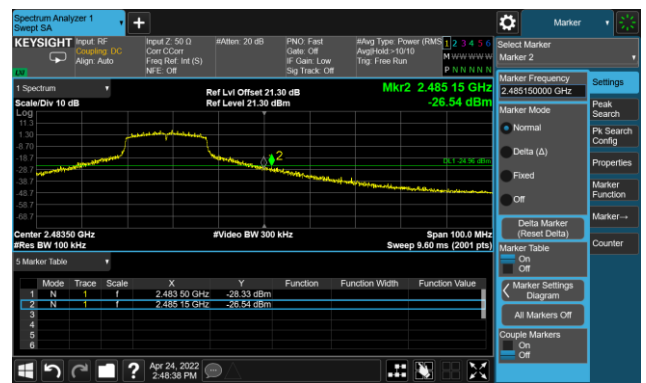 Spectrum Analyzer 1
Swept SA
Marker
KEYSIGHT
Input: RF
Coupling: DC
Align: Auto
Input Z: 50 Ω
Corr CCorr
Freq Ref: Int (S)
NFE: Off
#Atten: 20 dB
PNO: Fast
Gate: Off
IF Gain: Low
Sig Track: Off
#Avg Type: Power (RMS
Avg|Hold:>10/10
Trig: Free Run
1 2 3 4 5 6
M W W W W W
P N N N N N
LU
1 Spectrum
Scale/Div 10 dB
Ref Lvl Offset 21.30 dB
Ref Level 21.30 dBm
Mkr2 2.485 15 GHz
-26.54 dBm
Log
11.3
1.30
-8.70
-18.7
-28.7
-38.7
-48.7
-58.7
-68.7
2
DL1 -24.96 dBm
Center 2.48350 GHz
#Res BW 100 kHz
#Video BW 300 kHz
Span 100.0 MHz
Sweep 9.60 ms (2001 pts)
5 Marker Table
Mode Trace Scale X Y Function Function Width Function Value
1 N 1 f 2.483 50 GHz -28.33 dBm
2 N 1 f 2.485 15 GHz -26.54 dBm
3
4
5
6
Select Marker
Marker 2
Marker Frequency
2.485150000 GHz
Marker Mode
Normal
Delta (Δ)
Fixed
Off
Delta Marker
(Reset Delta)
Marker Table
On
Off
Marker Settings
Diagram
All Markers Off
Couple Markers
On
Off
Settings
Peak
Search
Pk Search
Config
Properties
Marker
Function
Marker→
Counter
?
Apr 24, 2022
2:48:38 PM